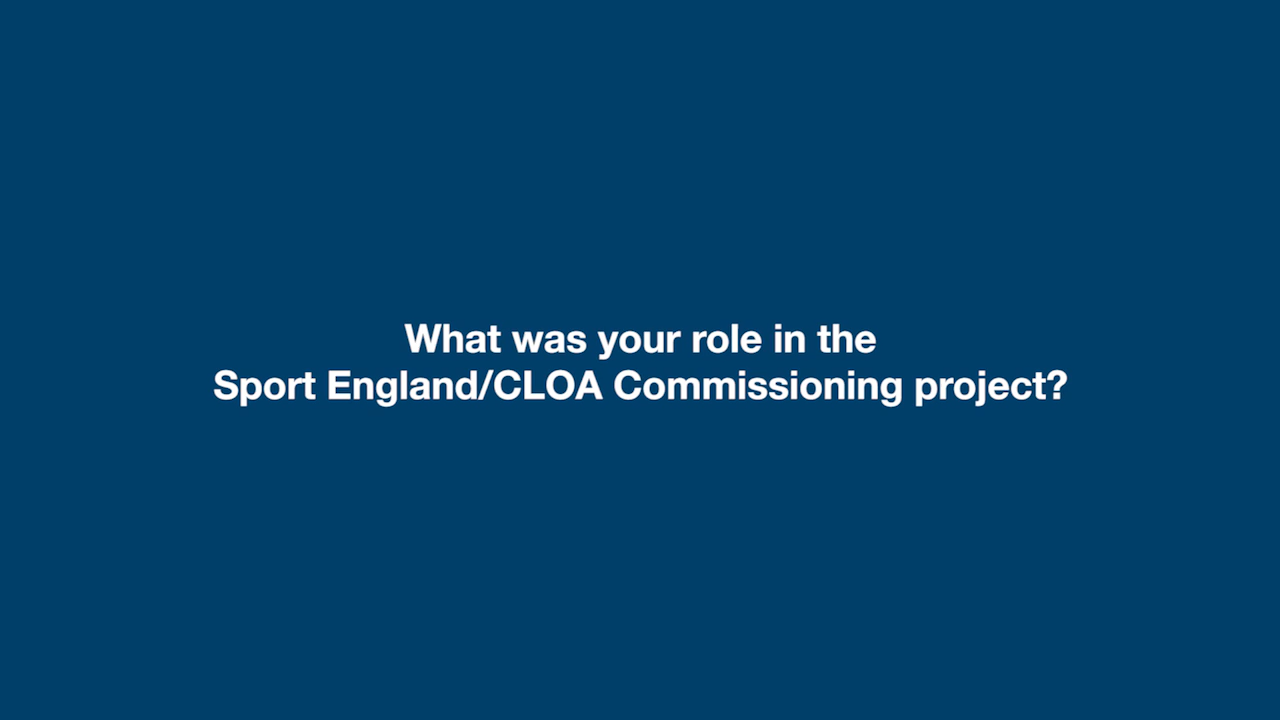 What was your role in the
Sport England/CLOA Commissioning project?